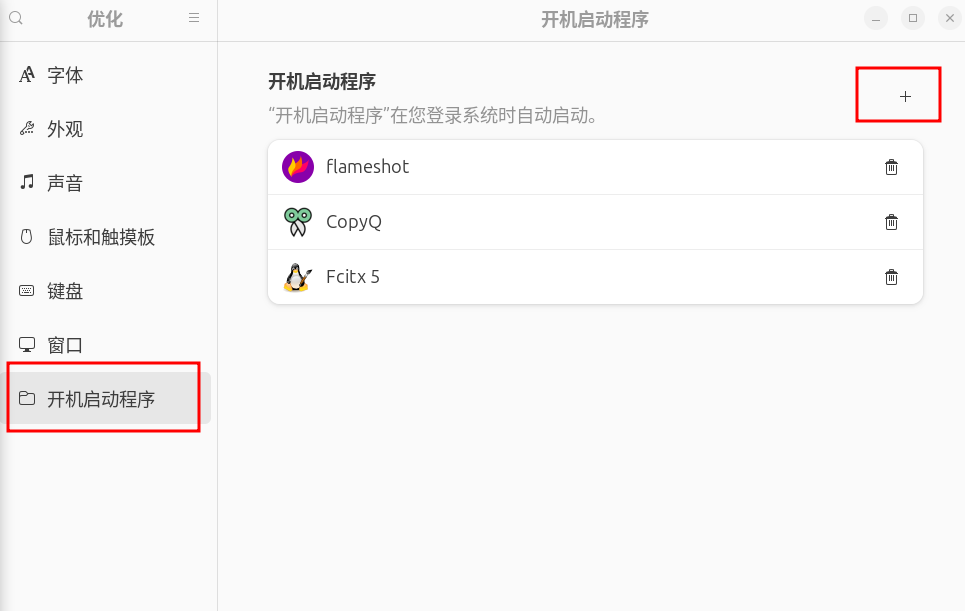 优化
开机启动程序
字体
外观
声音
鼠标和触摸板
键盘
窗口
开机启动程序
开机启动程序
“开机启动程序”在您登录系统时自动启动。
flameshot
CopyQ
Fcitx 5